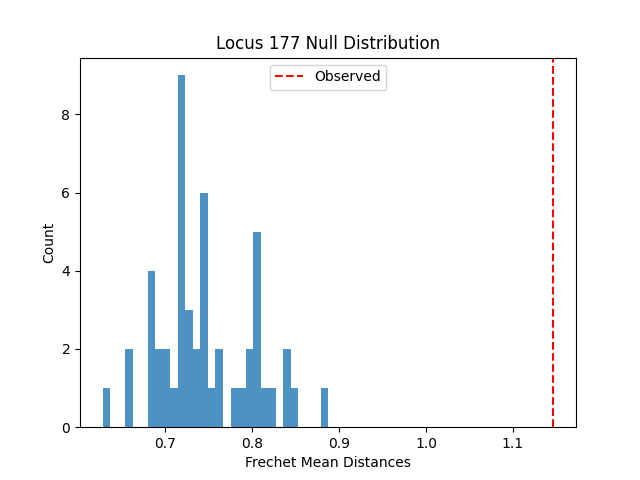 Locus 177 Null Distribution
Observed
Count
8
6
4
2
0
0.7 0.8 0.9 1.0 1.1
Frechet Mean Distances